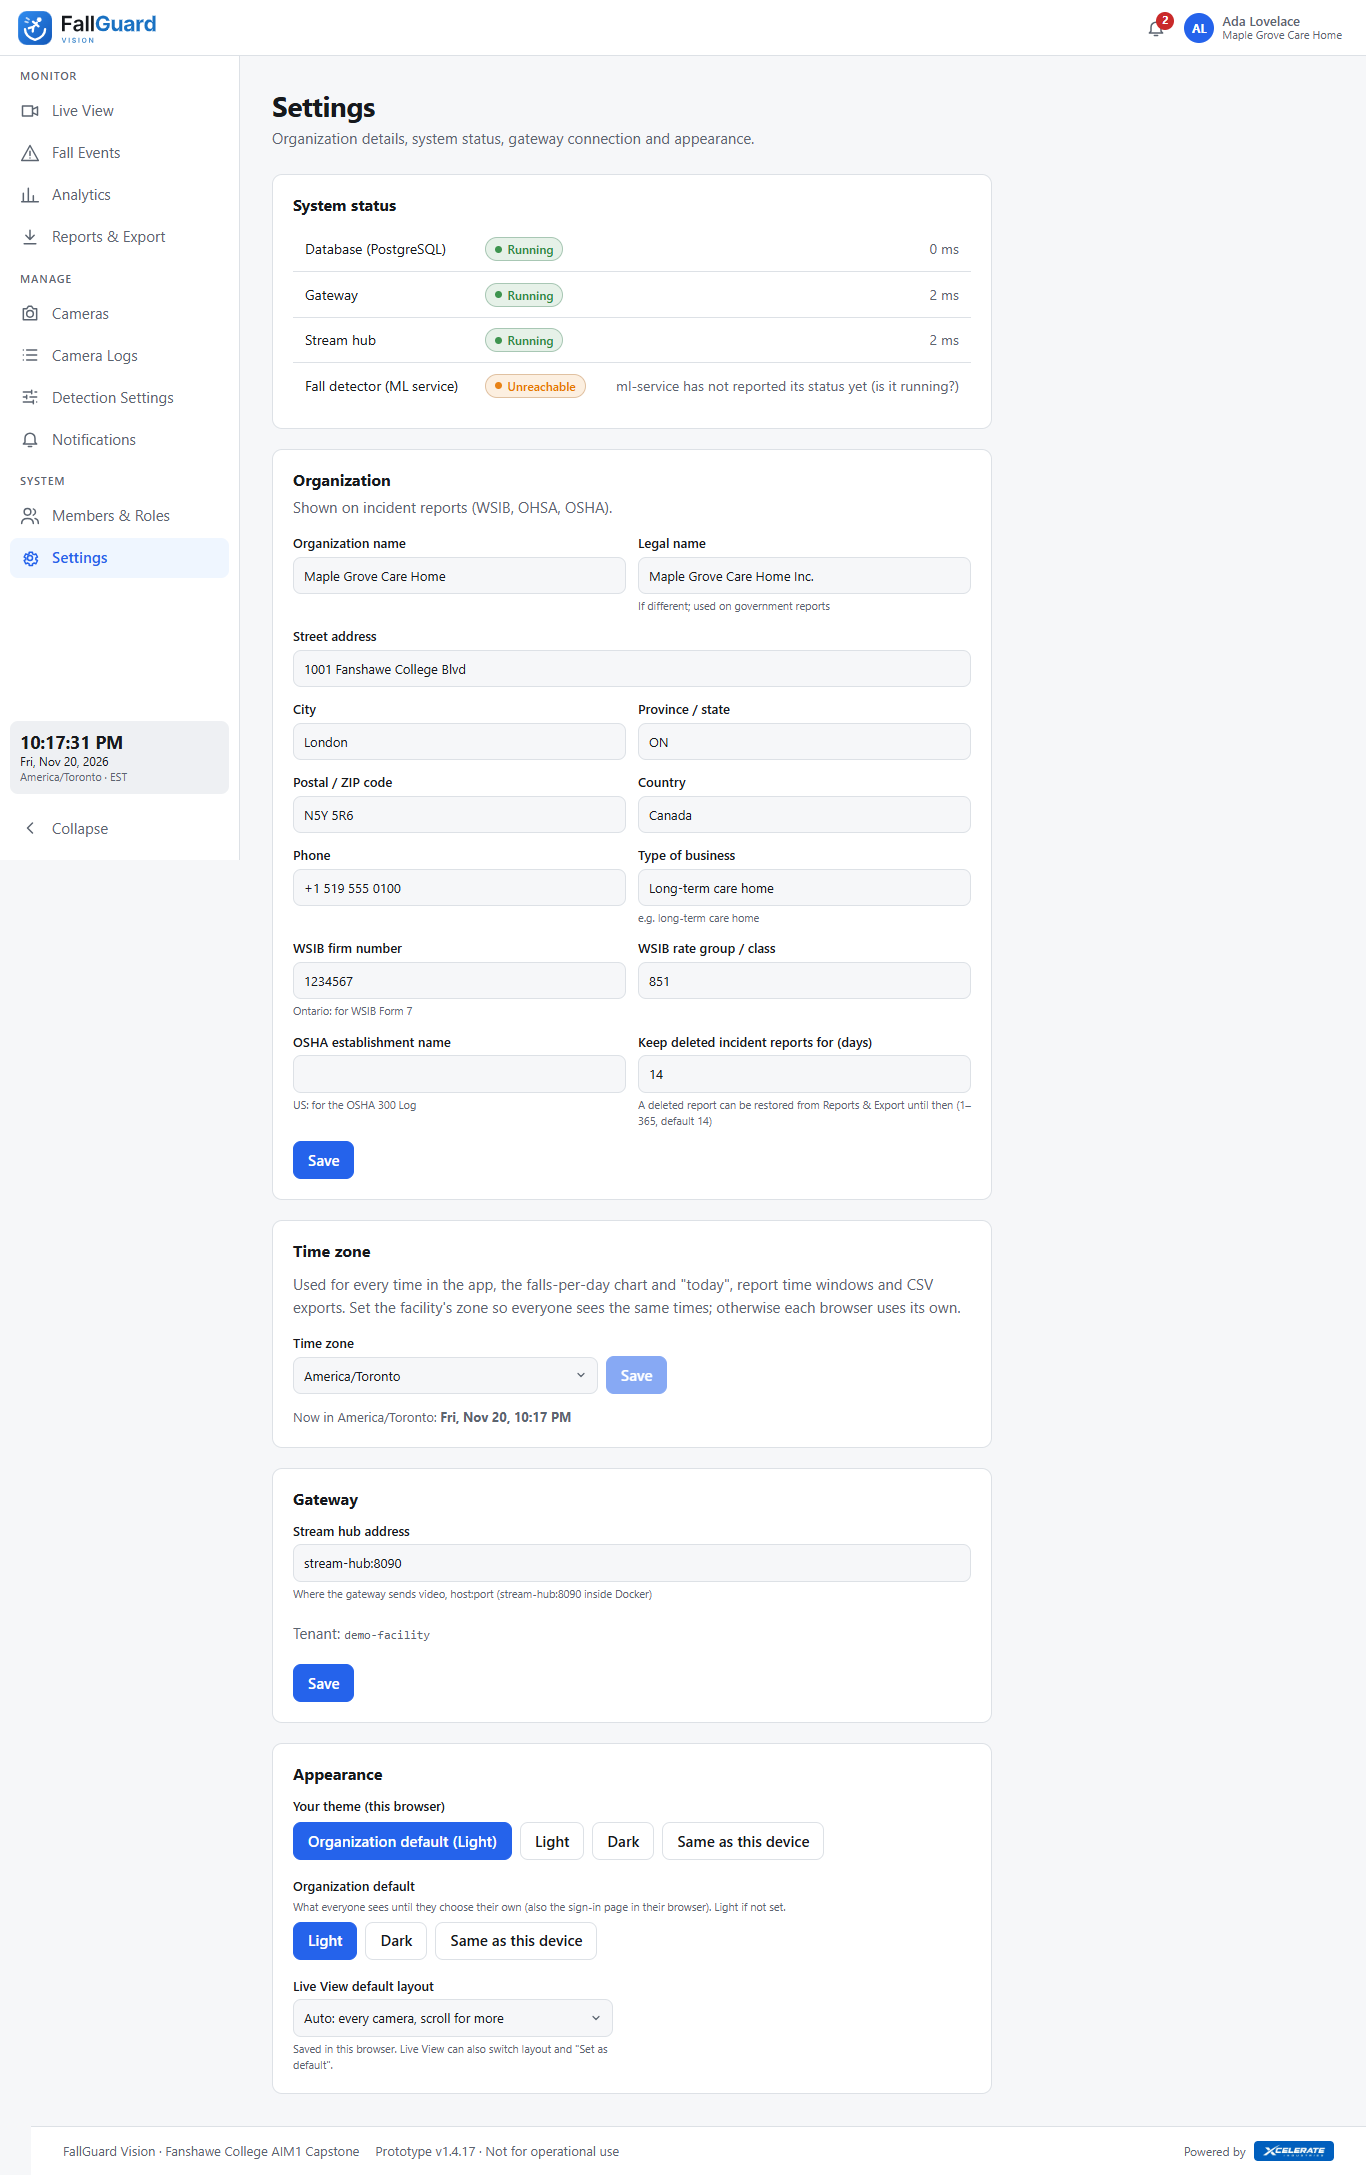 FallGuard
VISION
2
AL
Ada Lovelace
Maple Grove Care Home
MONITOR
Live View
Fall Events
Analytics
Reports & Export
MANAGE
Cameras
Camera Logs
Detection Settings
Notifications
SYSTEM
Members & Roles
Settings
10:17:31 PM
Fri, Nov 20, 2026
America/Toronto · EST
Collapse
Settings
Organization details, system status, gateway connection and appearance.
System status
Database (PostgreSQL) Running 0 ms
Gateway Running 2 ms
Stream hub Running 2 ms
Fall detector (ML service) Unreachable ml-service has not reported its status yet (is it running?)
Organization
Shown on incident reports (WSIB, OHSA, OSHA).
Organization name Legal name
Maple Grove Care Home Maple Grove Care Home Inc.
If different; used on government reports
Street address
1001 Fanshawe College Blvd
City Province / state
London ON
Postal / ZIP code Country
N5Y 5R6 Canada
Phone Type of business
+1 519 555 0100 Long-term care home
e.g. long-term care home
WSIB firm number WSIB rate group / class
1234567 851
Ontario: for WSIB Form 7
OSHA establishment name Keep deleted incident reports for (days)
14
US: for the OSHA 300 Log A deleted report can be restored from Reports & Export until then (1–
365, default 14)
Save
Time zone
Used for every time in the app, the falls-per-day chart and "today", report time windows and CSV
exports. Set the facility's zone so everyone sees the same times; otherwise each browser uses its own.
Time zone
America/Toronto Save
Now in America/Toronto: Fri, Nov 20, 10:17 PM
Gateway
Stream hub address
stream-hub:8090
Where the gateway sends video, host:port (stream-hub:8090 inside Docker)
Tenant: demo-facility
Save
Appearance
Your theme (this browser)
Organization default (Light) Light Dark Same as this device
Organization default
What everyone sees until they choose their own (also the sign-in page in their browser). Light if not set.
Light Dark Same as this device
Live View default layout
Auto: every camera, scroll for more
Saved in this browser. Live View can also switch layout and "Set as
default".
FallGuard Vision · Fanshawe College AIM1 Capstone Prototype v1.4.17 · Not for operational use
Powered by XCELERATE